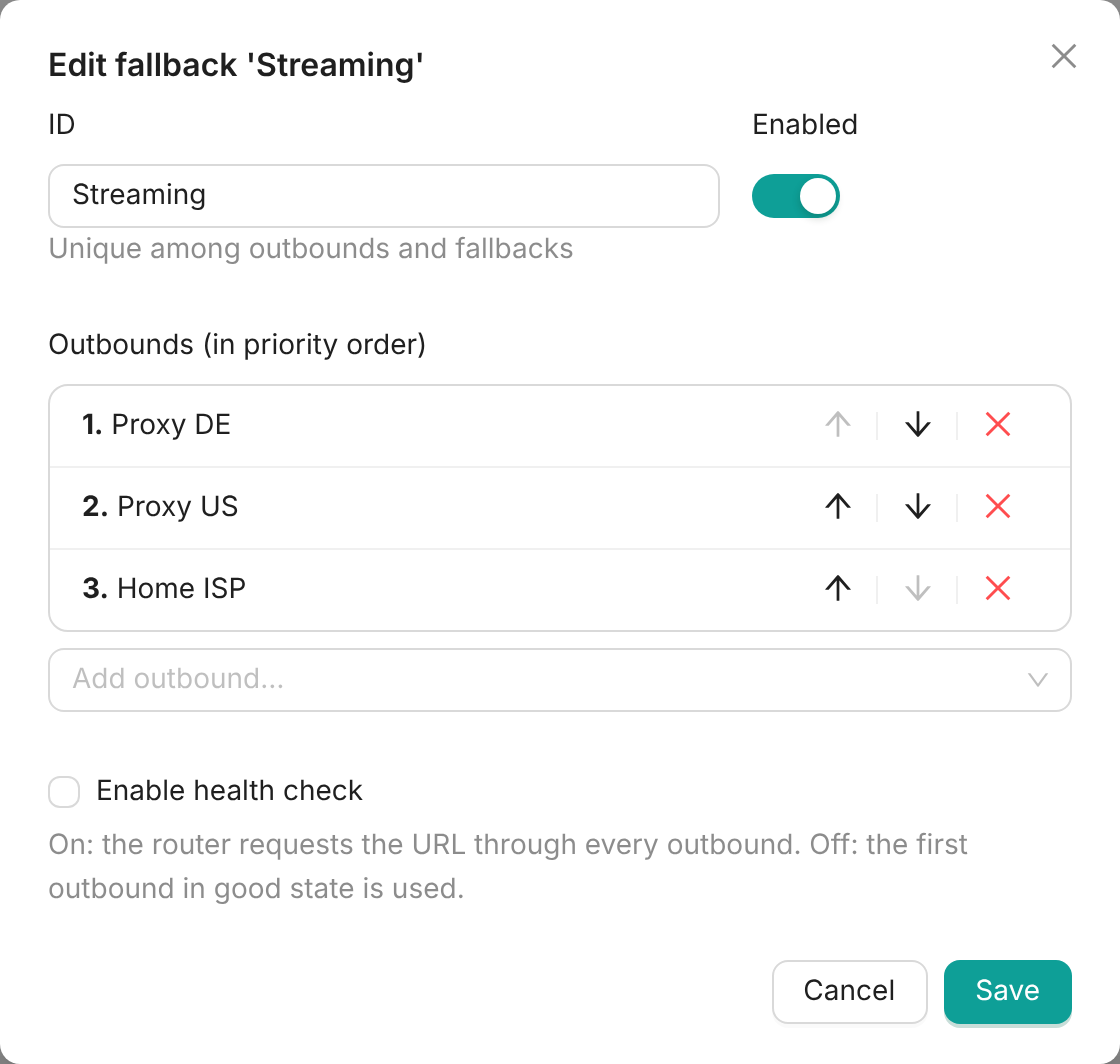 Edit fallback 'Streaming'
ID
Enabled
Streaming
Unique among outbounds and fallbacks
Outbounds (in priority order)
1. Proxy DE
2. Proxy US
3. Home ISP
Add outbound...
Enable health check
On: the router requests the URL through every outbound. Off: the first
outbound in good state is used.
Cancel
Save